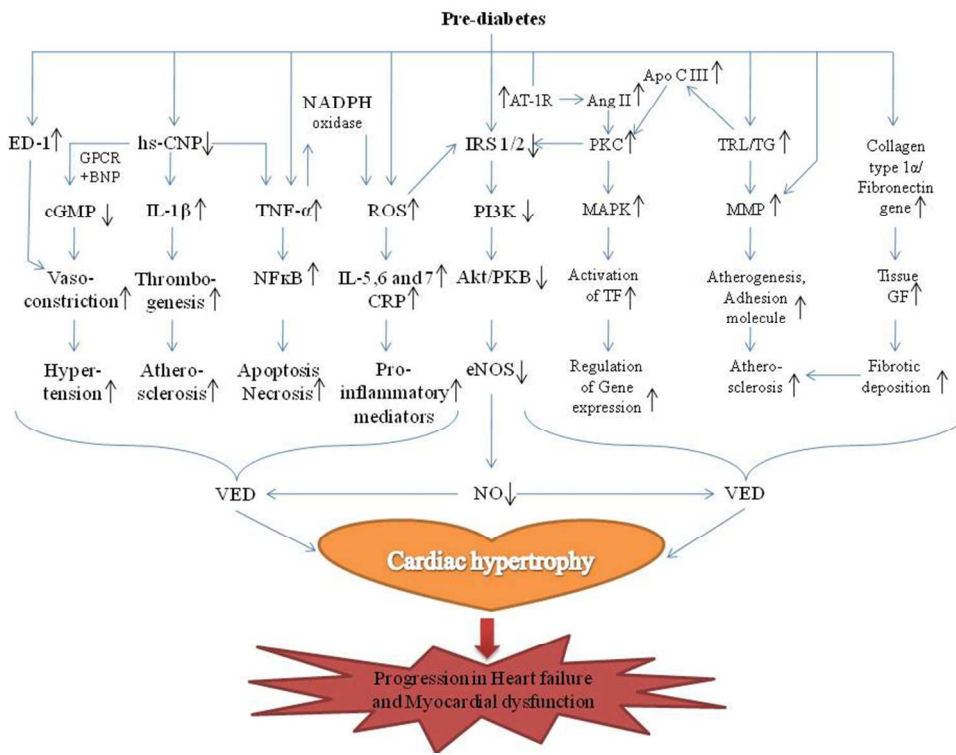 Pre-diabetes
Apo C III↑
↑AT-1R
Ang II↑
NADPH
oxidase
ED-1↑
hs-CNP↓
IRS 1/2↓
PKC↑
TRL/TG↑
Collagen
type 1α/
Fibronectin
gene↑
GPCR
+BNP
cGMP↓
IL-1β↑
TNF-α↑
ROS↑
PI3K↓
MAPK↑
MMP↑
Vaso-
constriction↑
Thrombo-
genesis↑
NFκB↑
IL-5,6 and 7↑
CRP↑
Akt/PKB↓
Activation
of TF↑
Atherogenesis,
Adhesion
molecule↑
Tissue
GF↑
Hyper-
tension↑
Athero-
sclerosis↑
Apoptosis
Necrosis↑
Pro-
inflammatory↑
mediators
eNOS↓
Regulation
of Gene
expression↑
Athero-
sclerosis↑
Fibrotic
deposition↑
VED
NO↓
VED
Cardiac hypertrophy
Progression in Heart failure
and Myocardial dysfunction